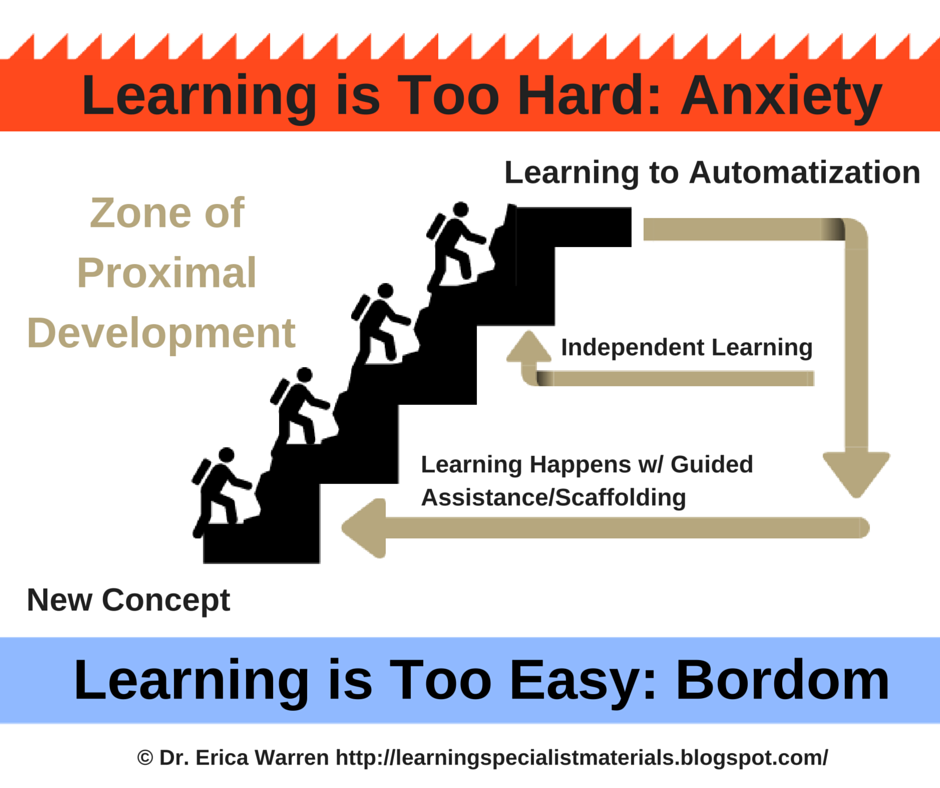 Learning is Too Hard: Anxiety
Learning to Automatization
Zone of
Proximal
Development
Independent Learning
Learning Happens w/ Guided
Assistance/Scaffolding
New Concept
Learning is Too Easy: Bordom
© Dr. Erica Warren http://learningspecialistmaterials.blogspot.com/